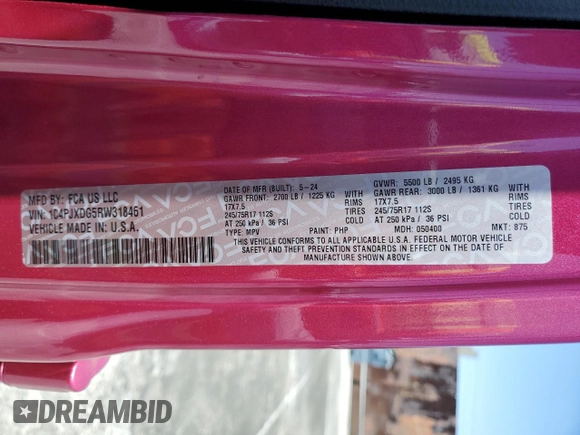 MFD BY: FCA US LLC
VIN: 1C4PJXDG5RW318461
VEHICLE MADE IN: U.S.A.
DATE OF MFR (BUILT): 5-24
GAWR FRONT: 2700 LB / 1225 KG WITH
17X7.5 RIMS
245/75R17 112S TIRES
AT 250 kPa / 36 PSI COLD
TYPE: MPV PAINT: PHP
GVWR: 5500 LB / 2495 KG
GAWR REAR: 3000 LB / 1361 KG WITH
17X7.5 RIMS
245/75R17 112S TIRES
AT 250 kPa / 36 PSI COLD
MDH: 050400 MKT: 875
THIS VEHICLE CONFORMS TO ALL APPLICABLE U.S.A. FEDERAL MOTOR VEHICLE
SAFETY AND THEFT PREVENTION STANDARDS IN EFFECT ON THE DATE OF
MANUFACTURE SHOWN ABOVE.
DREAMBID